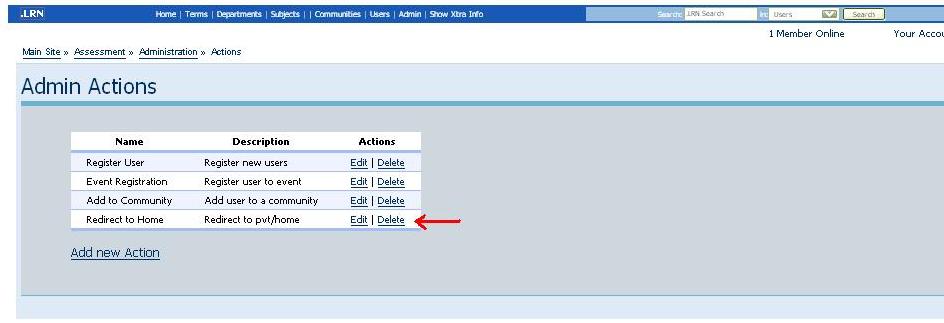 .LRN Home | Terms | Departments | Subjects | | Communities | Users | Admin | Show Xtra Info Search: .LRN Search in: Users Search
1 Member Online Your Accou
Main Site » Assessment » Administration » Actions
Admin Actions
Name Description Actions
Register User Register new users Edit | Delete
Event Registration Register user to event Edit | Delete
Add to Community Add user to a community Edit | Delete
Redirect to Home Redirect to pvt/home Edit | Delete
Add new Action